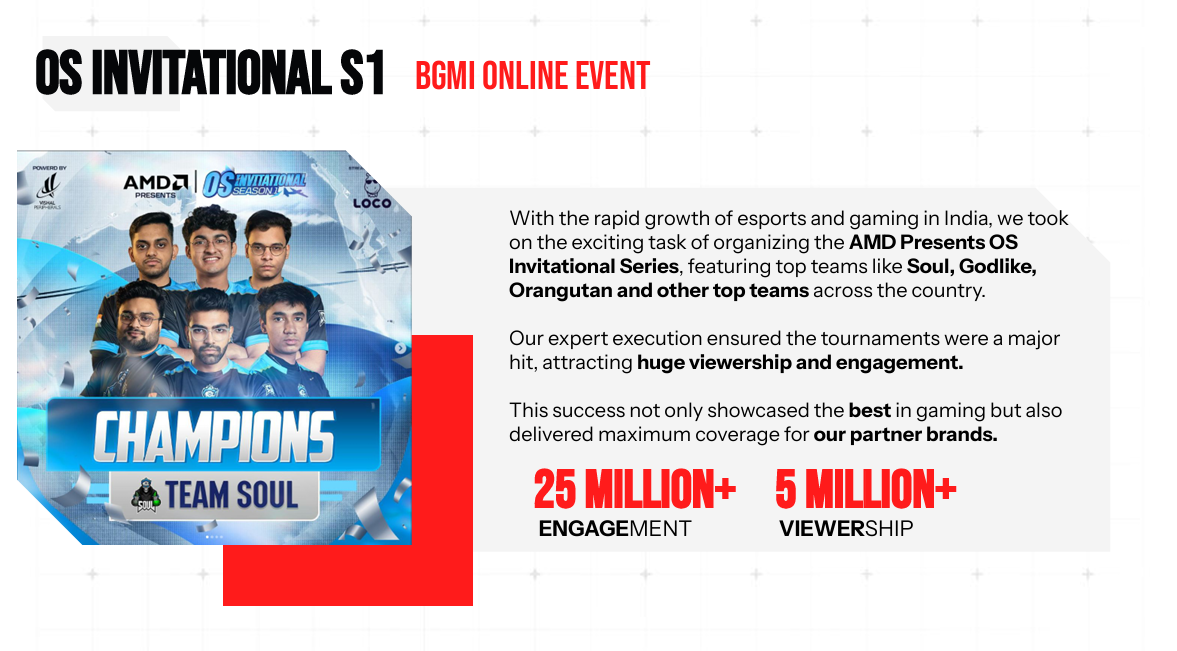 OS INVITATIONAL S1
BGMI ONLINE EVENT
POWERD BY
VISHAL
PERIPHERALS
AMD
PRESENTS
OS INVITATIONAL
SEASON 1
LOCO
CHAMPIONS
SOUL
TEAM SOUL
With the rapid growth of esports and gaming in India, we took
on the exciting task of organizing the AMD Presents OS
Invitational Series, featuring top teams like Soul, Godlike,
Orangutan and other top teams across the country.
Our expert execution ensured the tournaments were a major
hit, attracting huge viewership and engagement.
This success not only showcased the best in gaming but also
delivered maximum coverage for our partner brands.
25 MILLION+
ENGAGEMENT
5 MILLION+
VIEWERSHIP